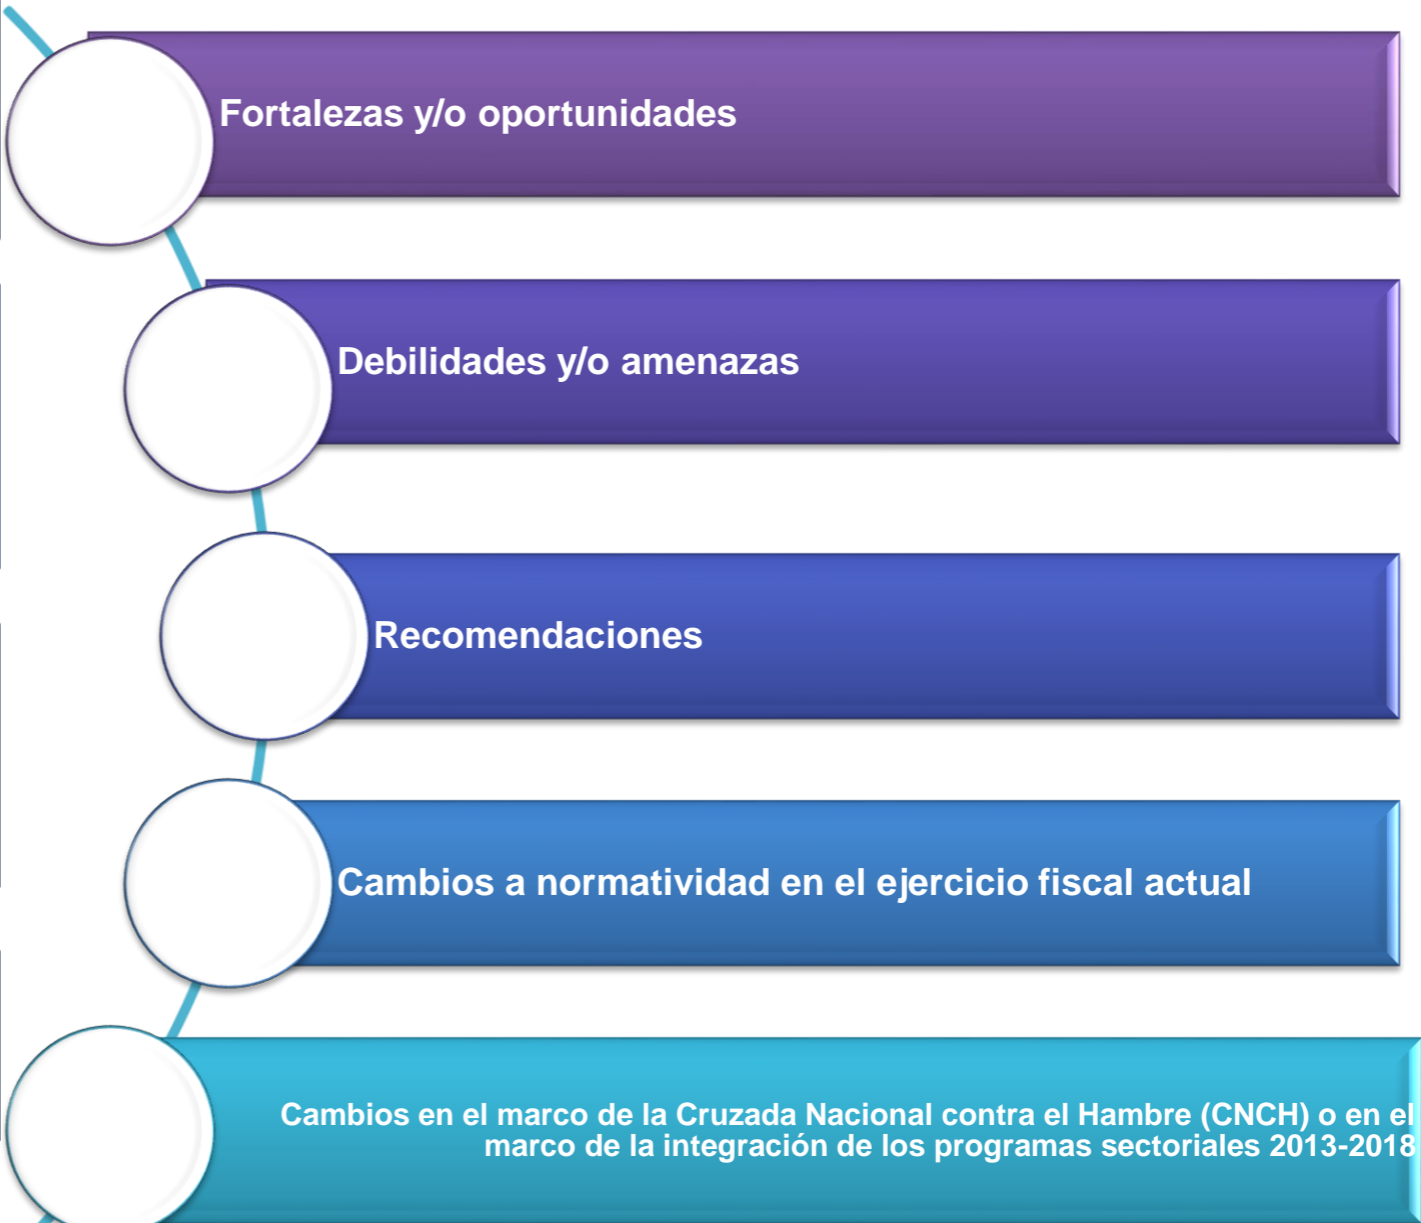 Fortalezas y/o oportunidades
Debilidades y/o amenazas
Recomendaciones
Cambios a normatividad en el ejercicio fiscal actual
Cambios en el marco de la Cruzada Nacional contra el Hambre (CNCH) o en el
marco de la integración de los programas sectoriales 2013-2018